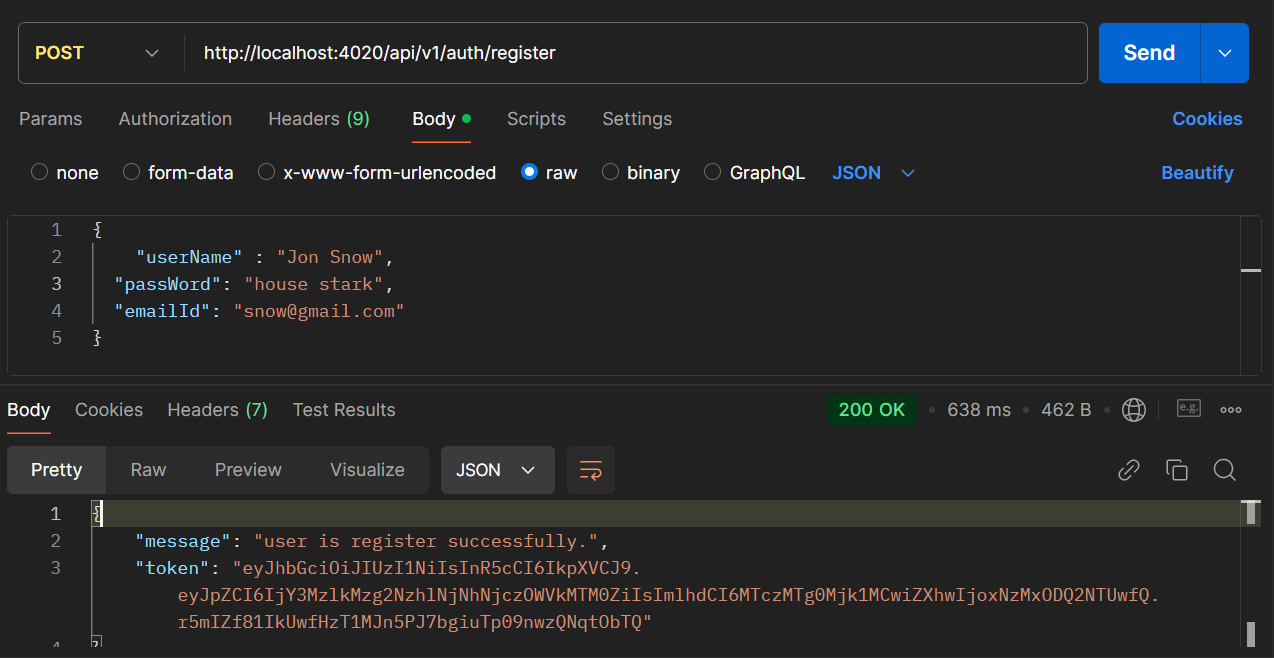 POST http://localhost:4020/api/v1/auth/register Send
Params Authorization Headers (9) Body Scripts Settings Cookies
none form-data x-www-form-urlencoded raw binary GraphQL JSON Beautify
1 {
2 "userName" : "Jon Snow",
3 "passWord": "house stark",
4 "emailId": "snow@gmail.com"
5 }
Body Cookies Headers (7) Test Results 200 OK 638 ms 462 B e.g.
Pretty Raw Preview Visualize JSON
1 {
2 "message": "user is register successfully.",
3 "token": "eyJhbGciOiJIUzI1NiIsInR5cCI6IkpXVCJ9.
eyJpZCI6IjY3MzlkMzg2NzhlNjNhNjczOWVkMTM0ZiIsImlhdCI6MTczMTg0Mjk1MCwiZXhwIjoxNzMxODQ2NTUwfQ.
r5mIZf81IkUwfHzT1MJn5PJ7bgiuTp09nwzQNqtObTQ"
4 }